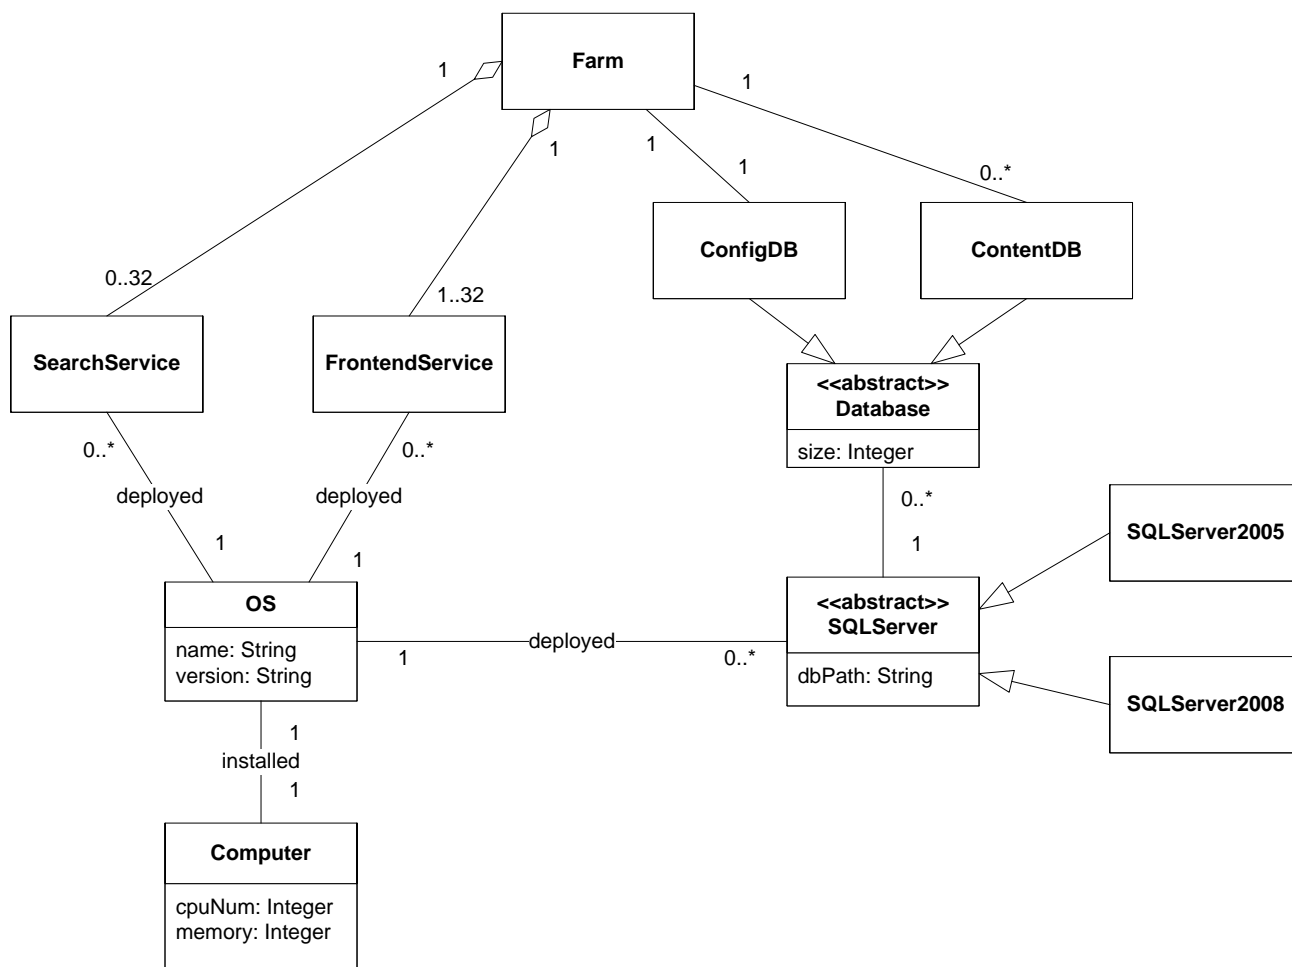 Farm
1
1
1
1
1
0..*
ConfigDB
ContentDB
0..32
1..32
SearchService
FrontendService
<<abstract>>
Database
size: Integer
0..*
0..*
deployed
deployed
0..*
1
SQLServer2005
1
1
OS
name: String
version: String
<<abstract>>
SQLServer
dbPath: String
1
deployed
0..*
SQLServer2008
1
installed
1
Computer
cpuNum: Integer
memory: Integer